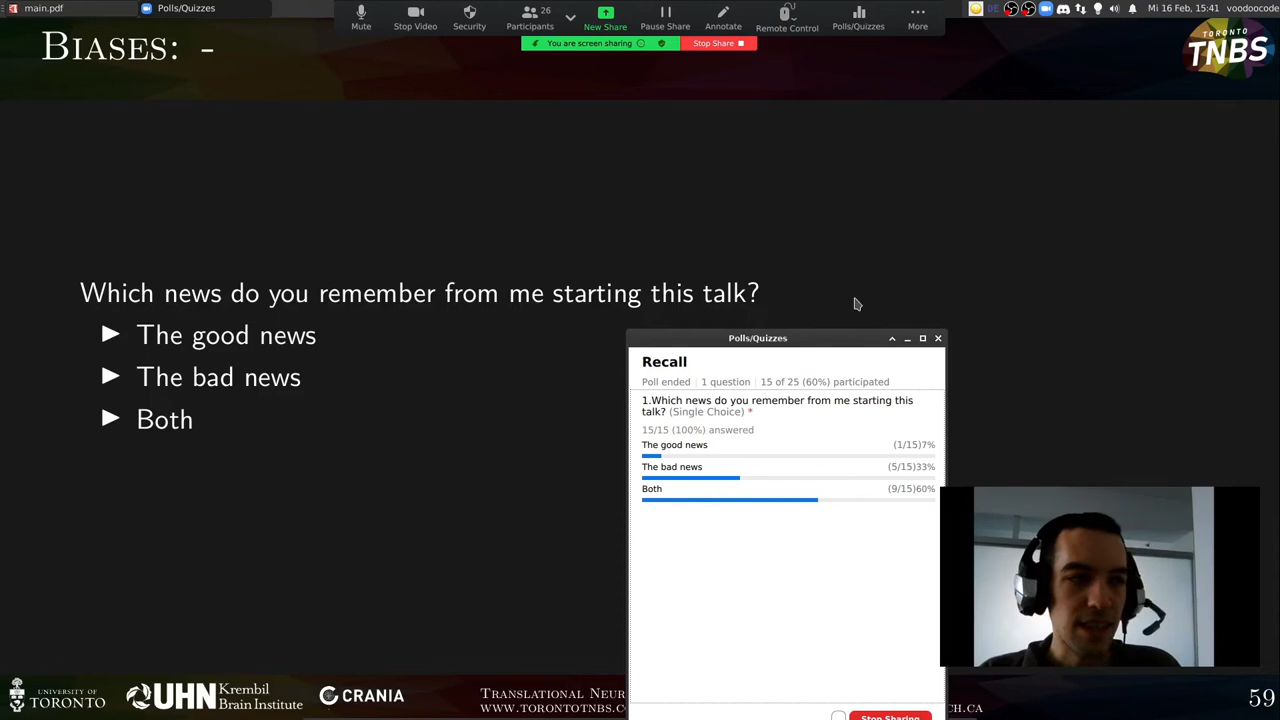 main.pdf
Polls/Quizzes
Mute
Stop Video
Security
Participants
26
New Share
Pause Share
Annotate
Remote Control
Polls/Quizzes
More
DE
Mi 16 Feb, 15:41
voodoocode
You are screen sharing
Stop Share
BIASES: -
TORONTO
TNBS
Which news do you remember from me starting this talk?
The good news
The bad news
Both
Polls/Quizzes
Recall
Poll ended | 1 question | 15 of 25 (60%) participated
1.Which news do you remember from me starting this
talk? (Single Choice) *
15/15 (100%) answered
The good news (1/15)7%
The bad news (5/15)33%
Both (9/15)60%
Stop Sharing
UNIVERSITY OF
TORONTO
UHN
Krembil
Brain Institute
CRANIA
TRANSLATIONAL NEUR
WWW.TORONTOTNBS.C
CH.CA
59